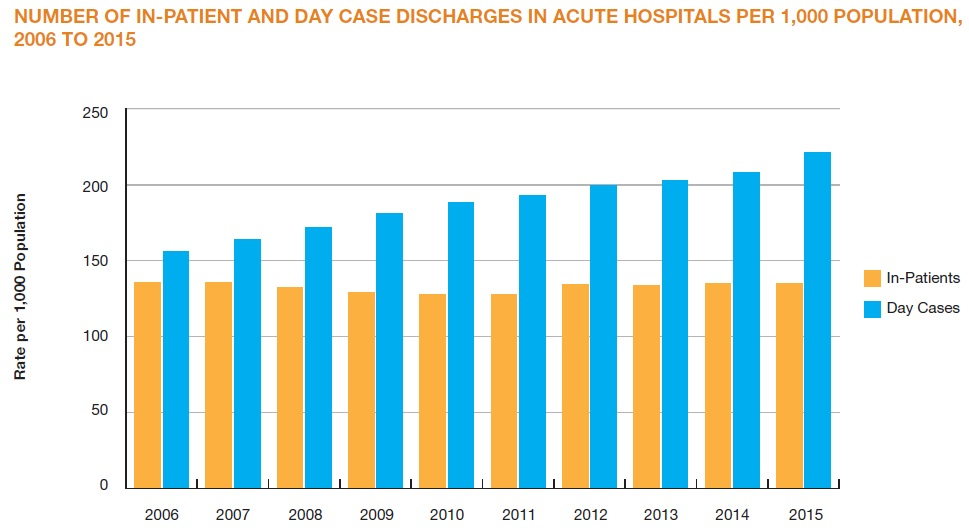 NUMBER OF IN-PATIENT AND DAY CASE DISCHARGES IN ACUTE HOSPITALS PER 1,000 POPULATION,
2006 TO 2015
250
200
150
100
50
0
Rate per 1,000 Population
2006 2007 2008 2009 2010 2011 2012 2013 2014 2015
In-Patients
Day Cases